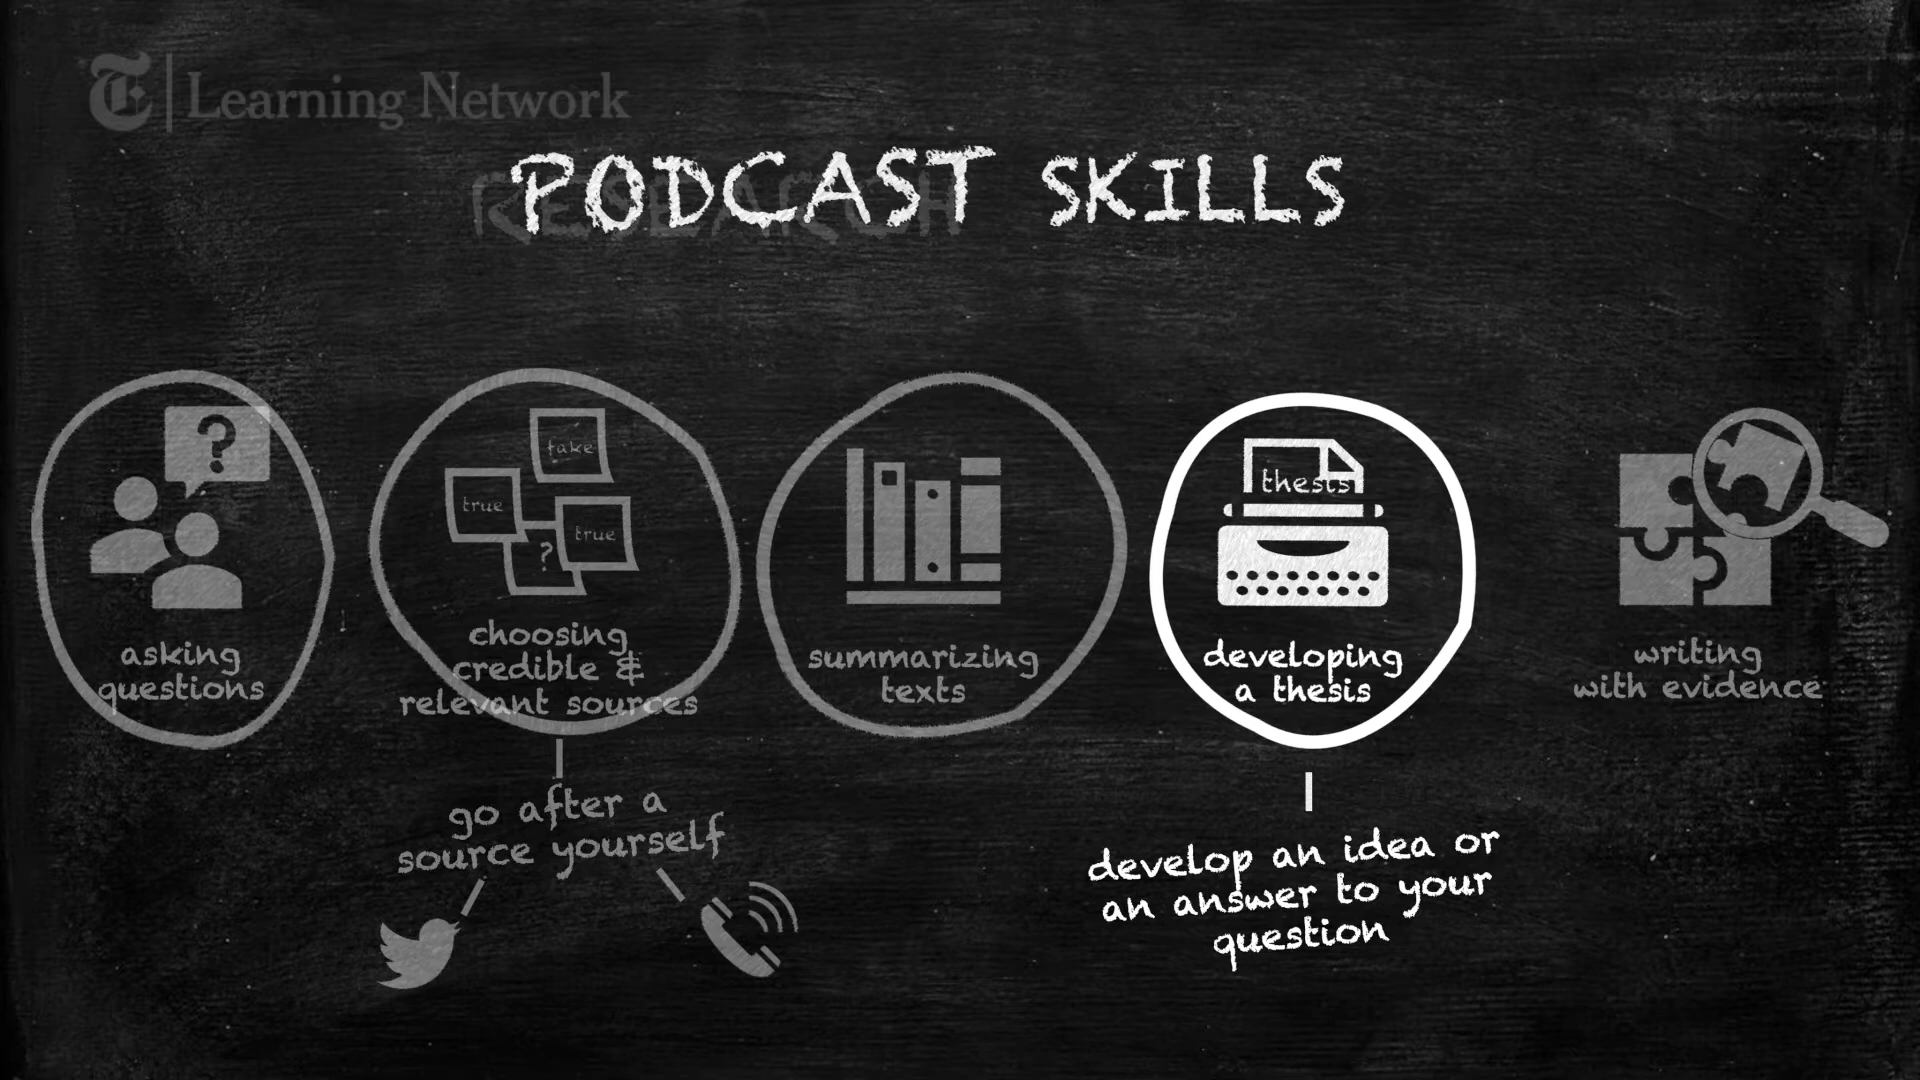 T | Learning Network
PODCAST SKILLS
RESEARCH
?
fake
true
true
?
thesis
asking
questions
choosing
credible &
relevant sources
summarizing
texts
developing
a thesis
writing
with evidence
go after a
source yourself
develop an idea or
an answer to your
question